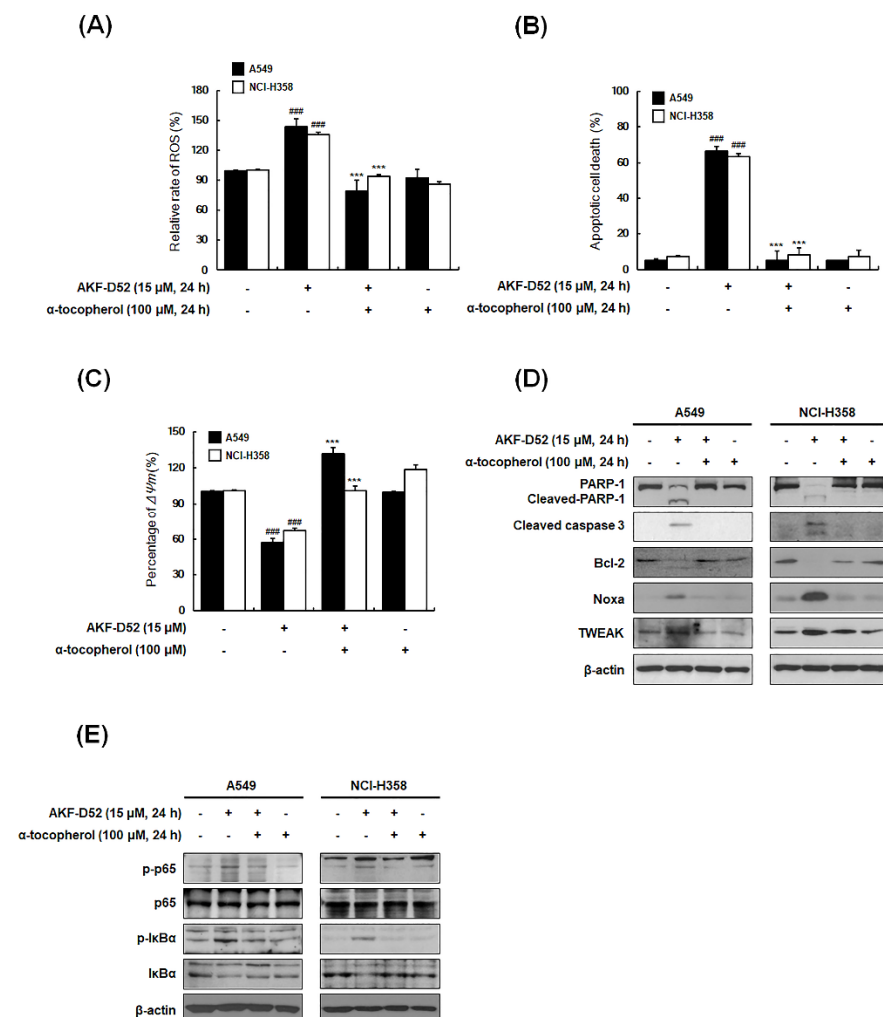 (A)
A549
NCI-H358
Relative rate of ROS (%)
180
150
120
90
60
30
0
### ###
*** ***
AKF-D52 (15 μM, 24 h) - + + -
α-tocopherol (100 μM, 24 h) - - + +
(B)
A549
NCI-H358
Apoptotic cell death (%)
100
80
60
40
20
0
### ###
*** ***
AKF-D52 (15 μM, 24 h) - + + -
α-tocopherol (100 μM, 24 h) - - + +
(C)
A549
NCI-H358
Percentage of ΔΨm(%)
150
120
90
60
30
0
### ###
***
***
AKF-D52 (15 μM) - + + -
α-tocopherol (100 μM) - - + +
(D)
A549 NCI-H358
AKF-D52 (15 μM, 24 h) - + + - - + + -
α-tocopherol (100 μM, 24 h) - - + + - - + +
PARP-1
Cleaved-PARP-1
Cleaved caspase 3
Bcl-2
Noxa
TWEAK
β-actin
(E)
A549 NCI-H358
AKF-D52 (15 μM, 24 h) - + + - - + + -
α-tocopherol (100 μM, 24 h) - - + + - - + +
p-p65
p65
p-IκBα
IκBα
β-actin